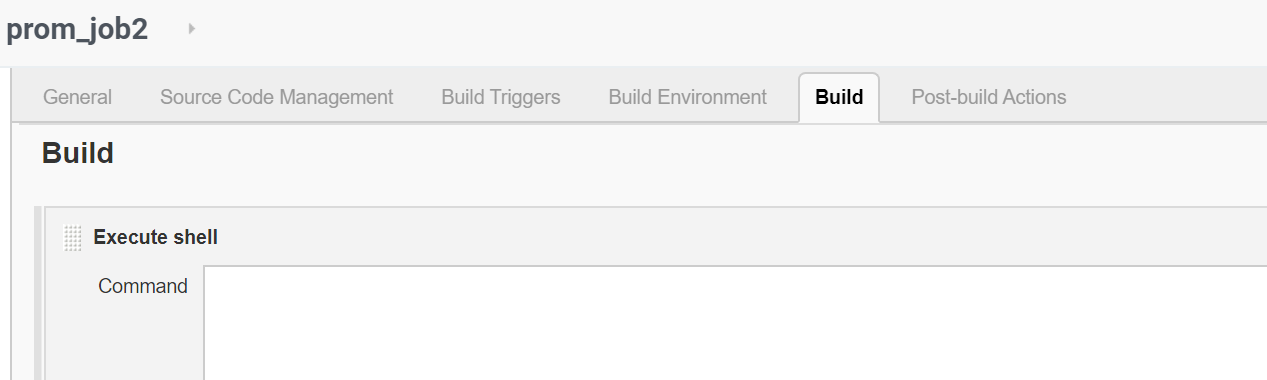 prom_job2
General Source Code Management Build Triggers Build Environment Build Post-build Actions
Build
Execute shell
Command